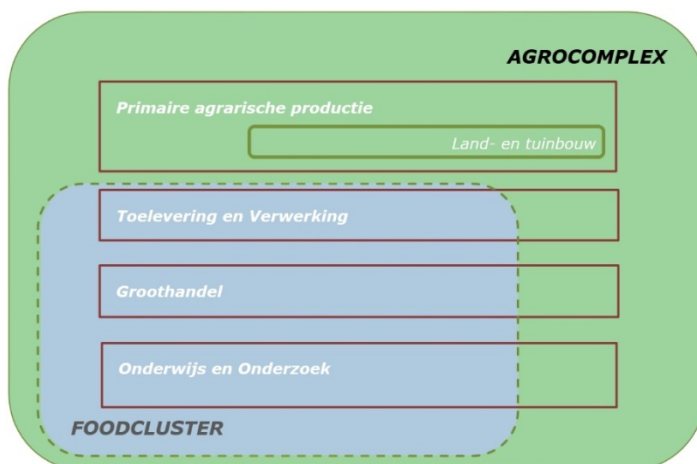 AGROCOMPLEX
Primaire agrarische productie
Land- en tuinbouw
Toelevering en Verwerking
Groothandel
Onderwijs en Onderzoek
FOODCLUSTER